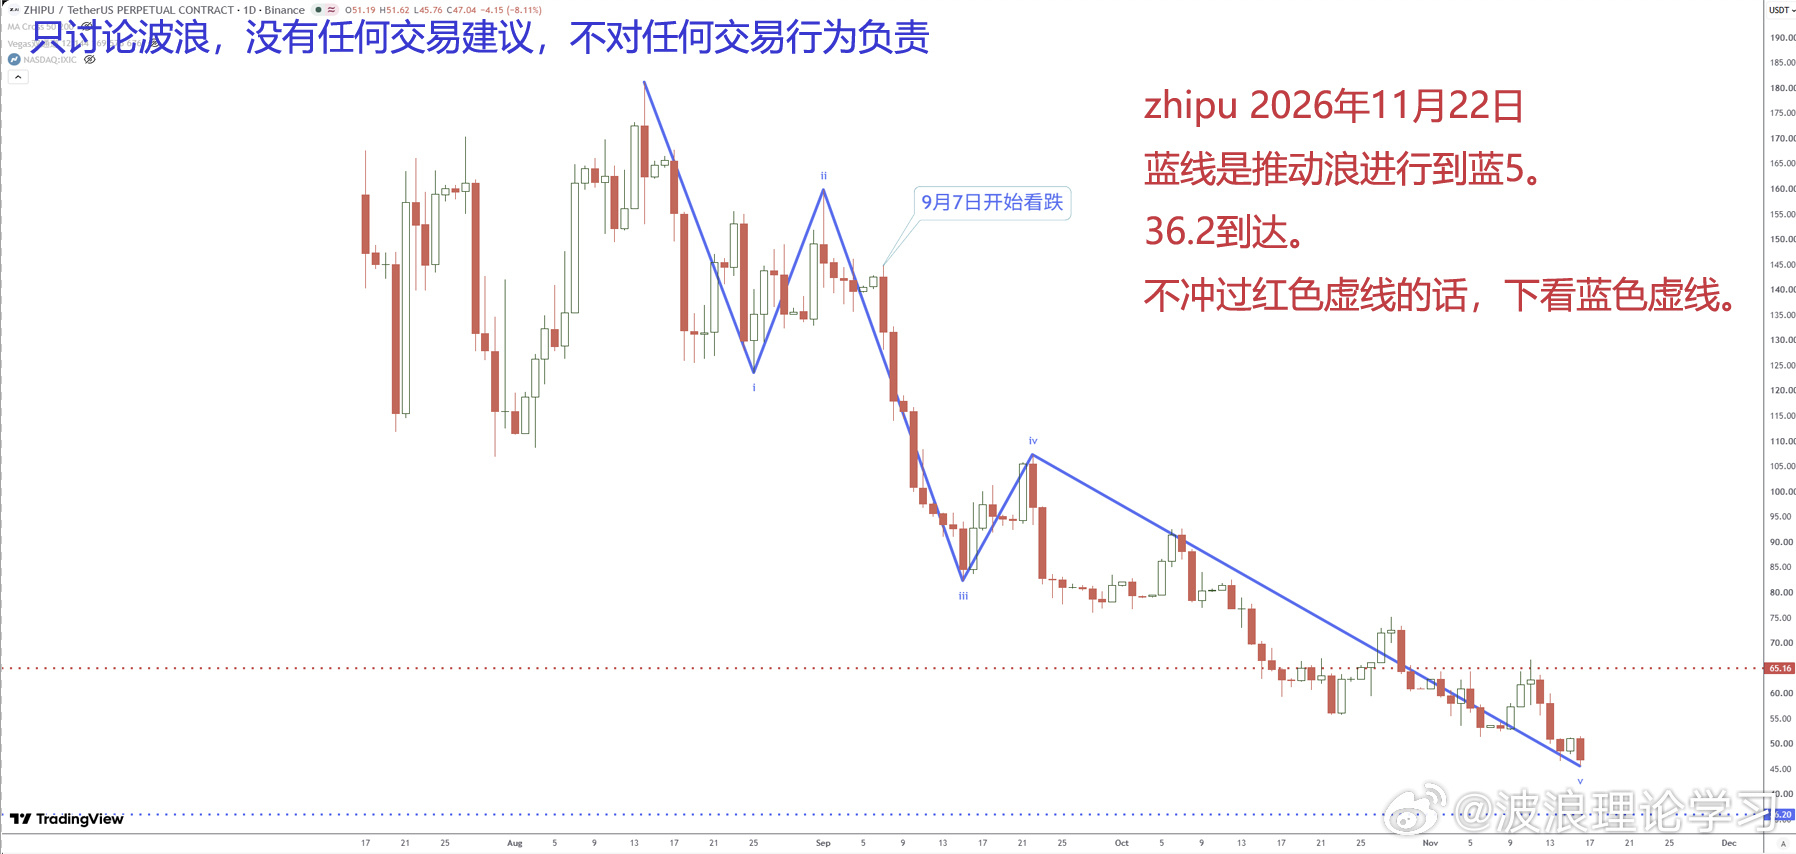 ZHIPU / TetherUS PERPETUAL CONTRACT · 1D · Binance O51.19 H51.62 L45.76 C47.04 -4.15 (-8.11%)
USDT
只讨论波浪，没有任何交易建议，不对任何交易行为负责
NASDAQ:IXIC
zhipu 2026年11月22日
蓝线是推动浪进行到蓝5。
36.2到达。
不冲过红色虚线的话，下看蓝色虚线。
9月7日开始看跌
i
ii
iii
iv
v
190.00
185.00
180.00
175.00
170.00
165.00
160.00
155.00
150.00
145.00
140.00
135.00
130.00
125.00
120.00
115.00
110.00
105.00
100.00
95.00
90.00
85.00
80.00
75.00
70.00
65.16
60.00
55.00
50.00
45.00
40.00
TradingView
@波浪理论学习
17 21 25 Aug 5 9 13 17 21 25 Sep 5 9 13 17 21 25 Oct 5 9 13 17 21 25 Nov 5 9 13 17 21 25 Dec
A